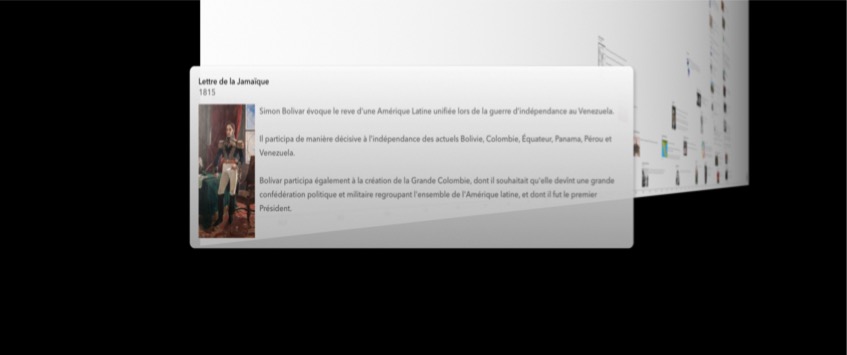 Lettre de la Jamaïque
1815
Simon Bolivar évoque le reve d'une Amérique Latine unifiée lors de la guerre d'indépendance au Venezuela.
Il participa de manière décisive à l'indépendance des actuels Bolivie, Colombie, Équateur, Panama, Pérou et
Venezuela.
Bolívar participa également à la création de la Grande Colombie, dont il souhaitait qu'elle devînt une grande
confédération politique et militaire regroupant l'ensemble de l'Amérique latine, et dont il fut le premier
Président.